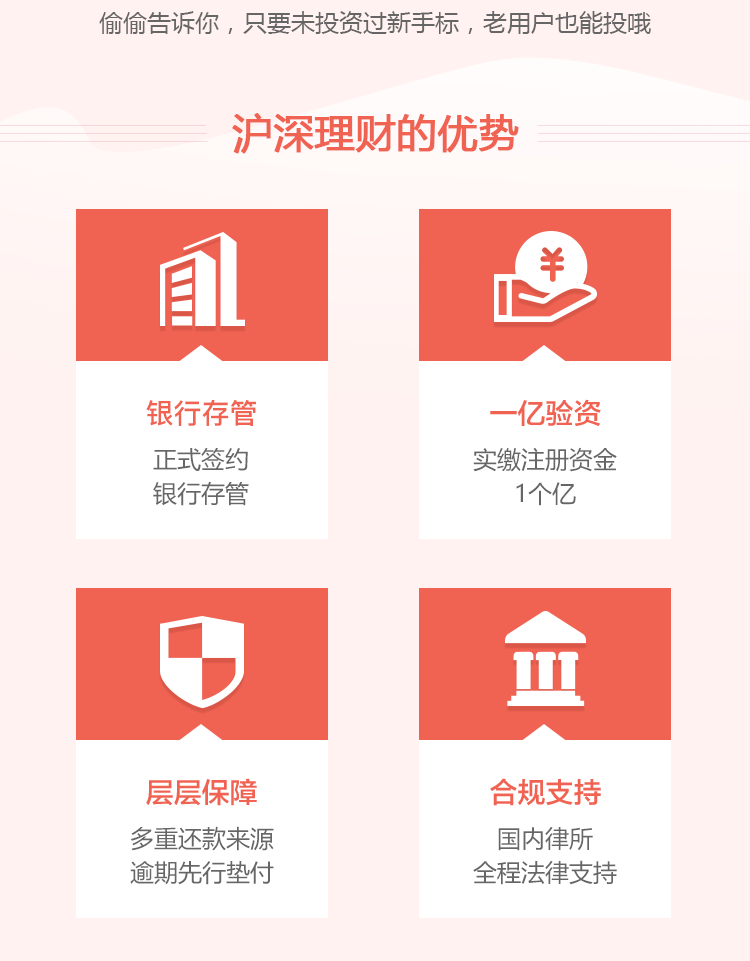 偷偷告诉你，只要未投资过新手标，老用户也能投哦
沪深理财的优势
¥
银行存管
正式签约
银行存管
一亿验资
实缴注册资金
1个亿
层层保障
多重还款来源
逾期先行垫付
合规支持
国内律所
全程法律支持